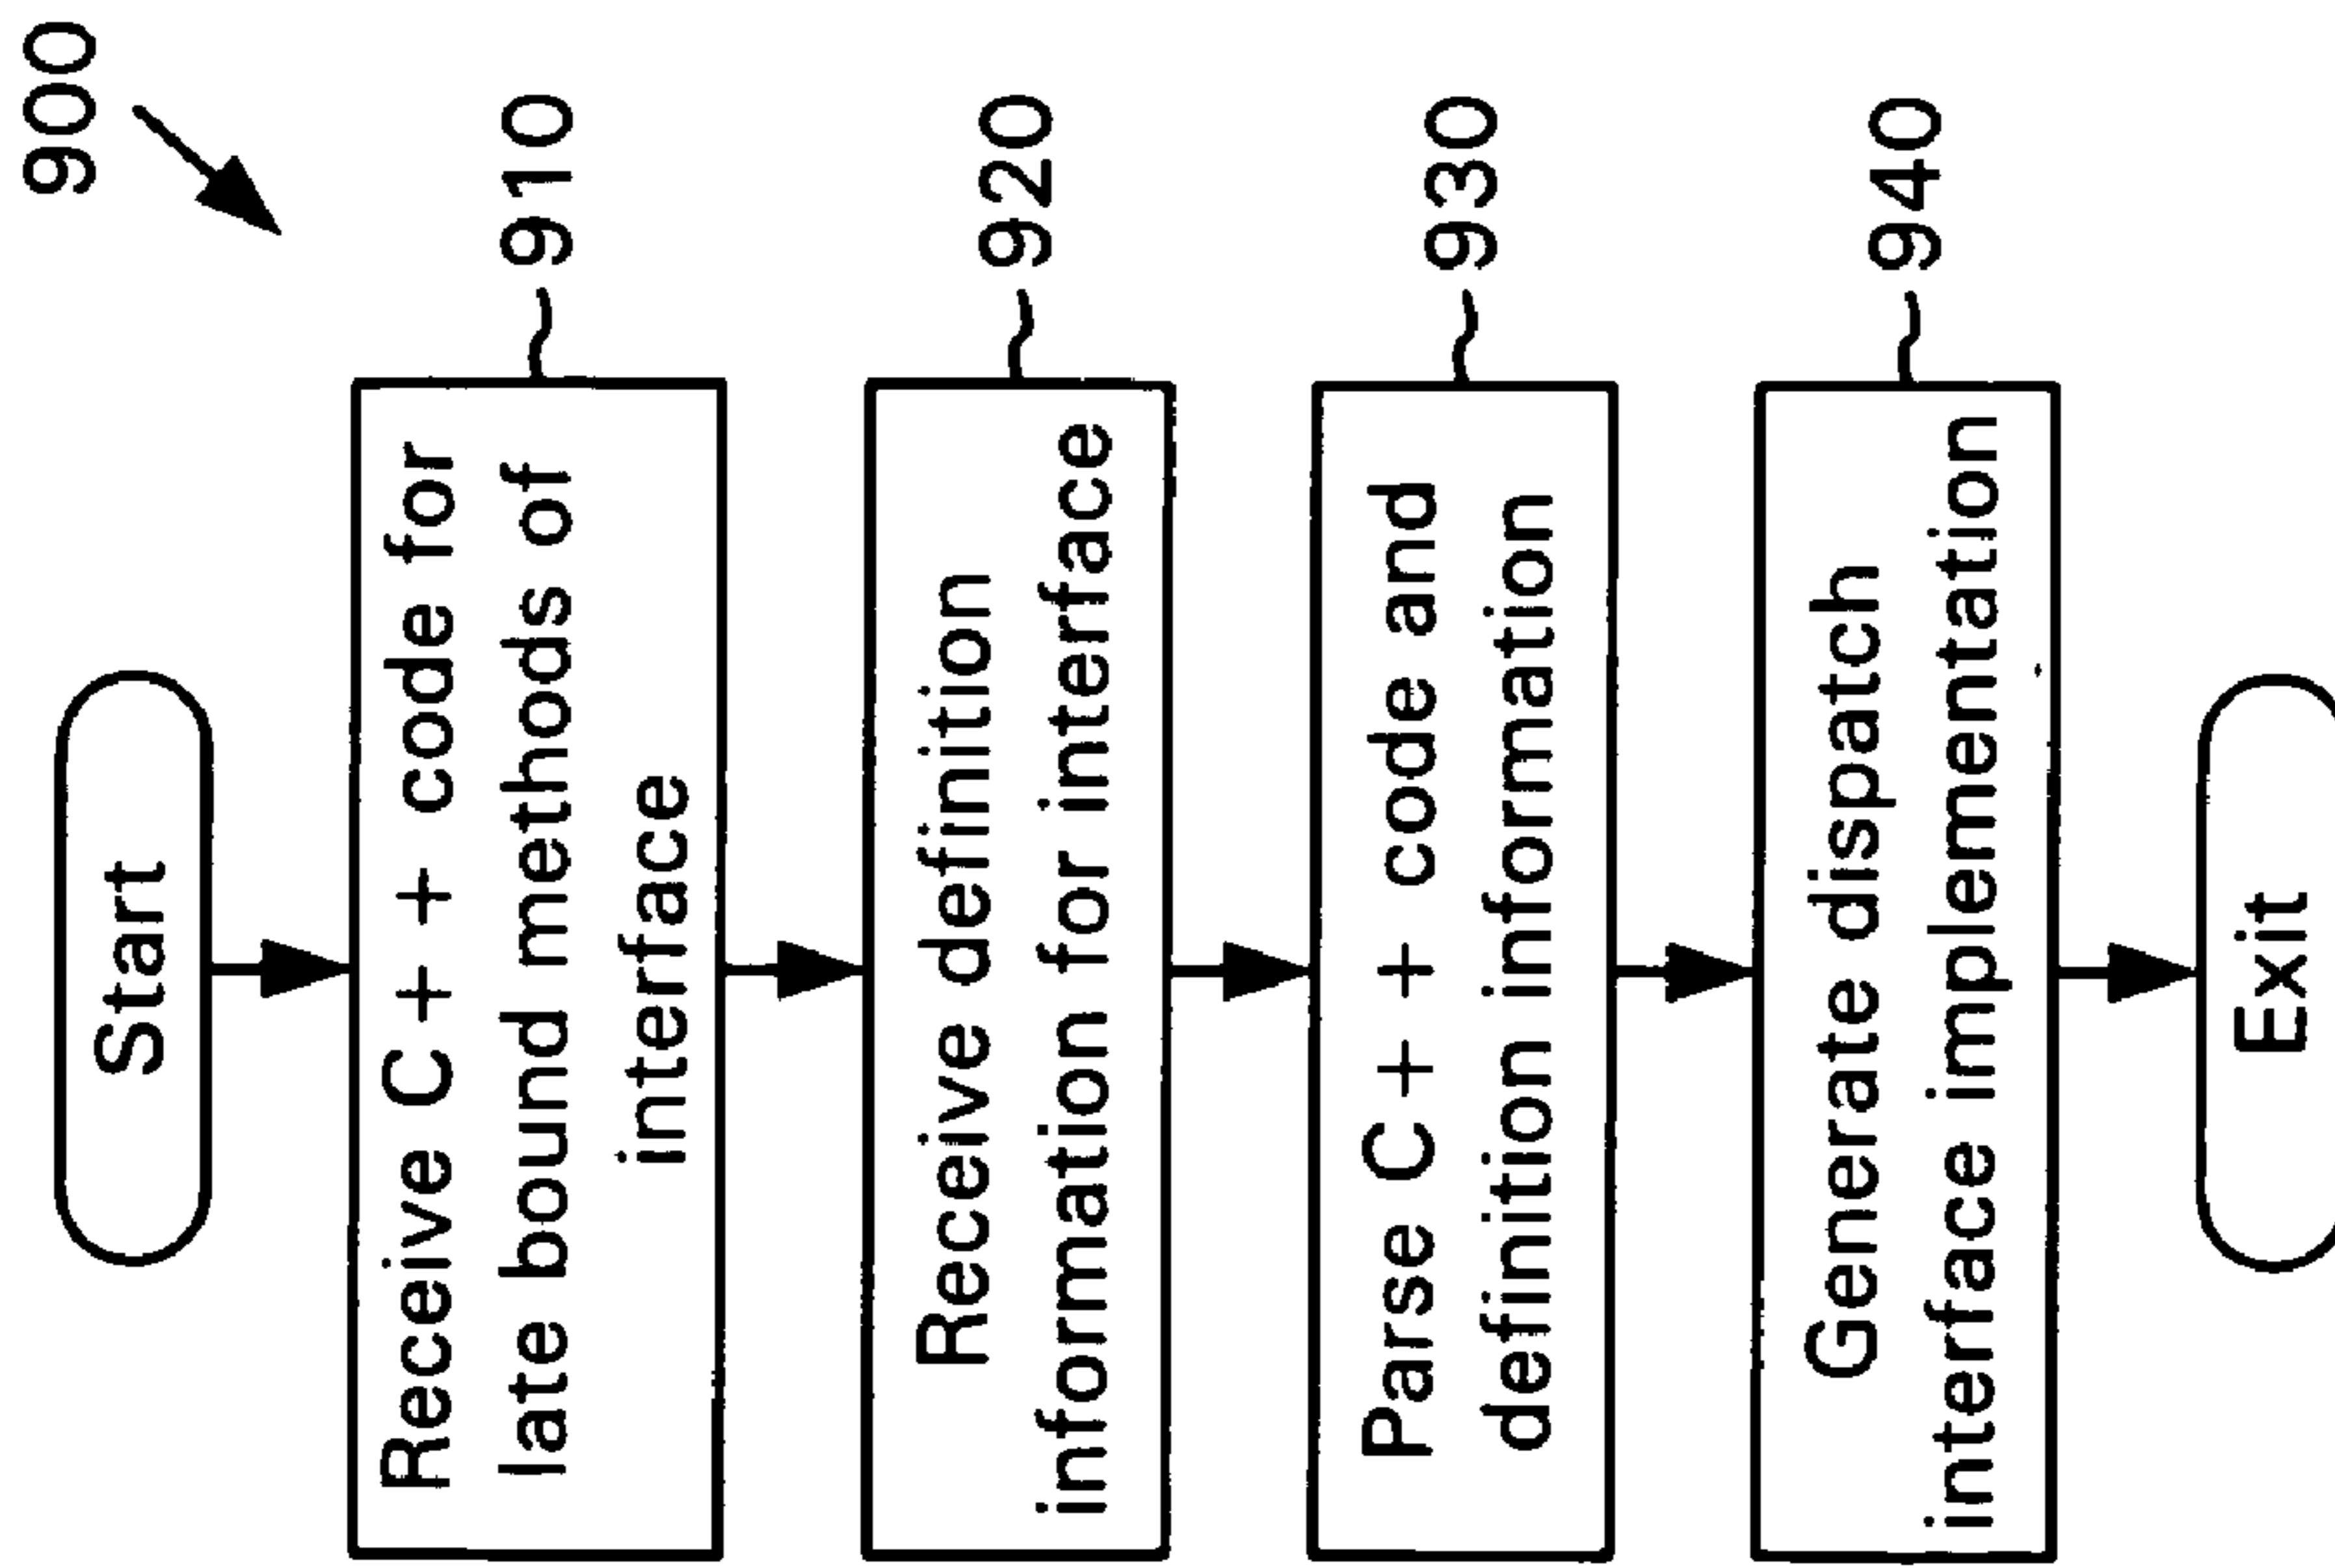 900
Start
Receive C++ code for
late bound methods of
interface
910
Receive definition
information for interface
920
Parse C++ code and
definition information
930
Generate dispatch
interface implementation
940
Exit